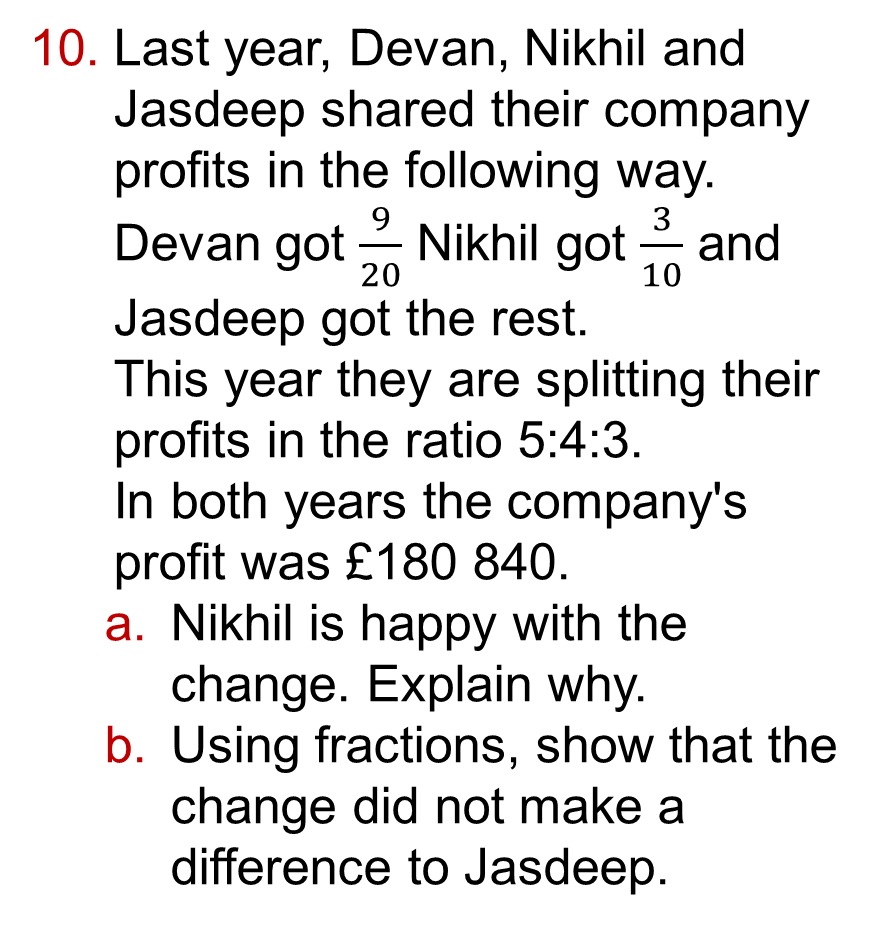 10. Last year, Devan, Nikhil and
Jasdeep shared their company
profits in the following way.
Devan got 9/20 Nikhil got 3/10 and
Jasdeep got the rest.
This year they are splitting their
profits in the ratio 5:4:3.
In both years the company's
profit was £180 840.
a. Nikhil is happy with the
change. Explain why.
b. Using fractions, show that the
change did not make a
difference to Jasdeep.